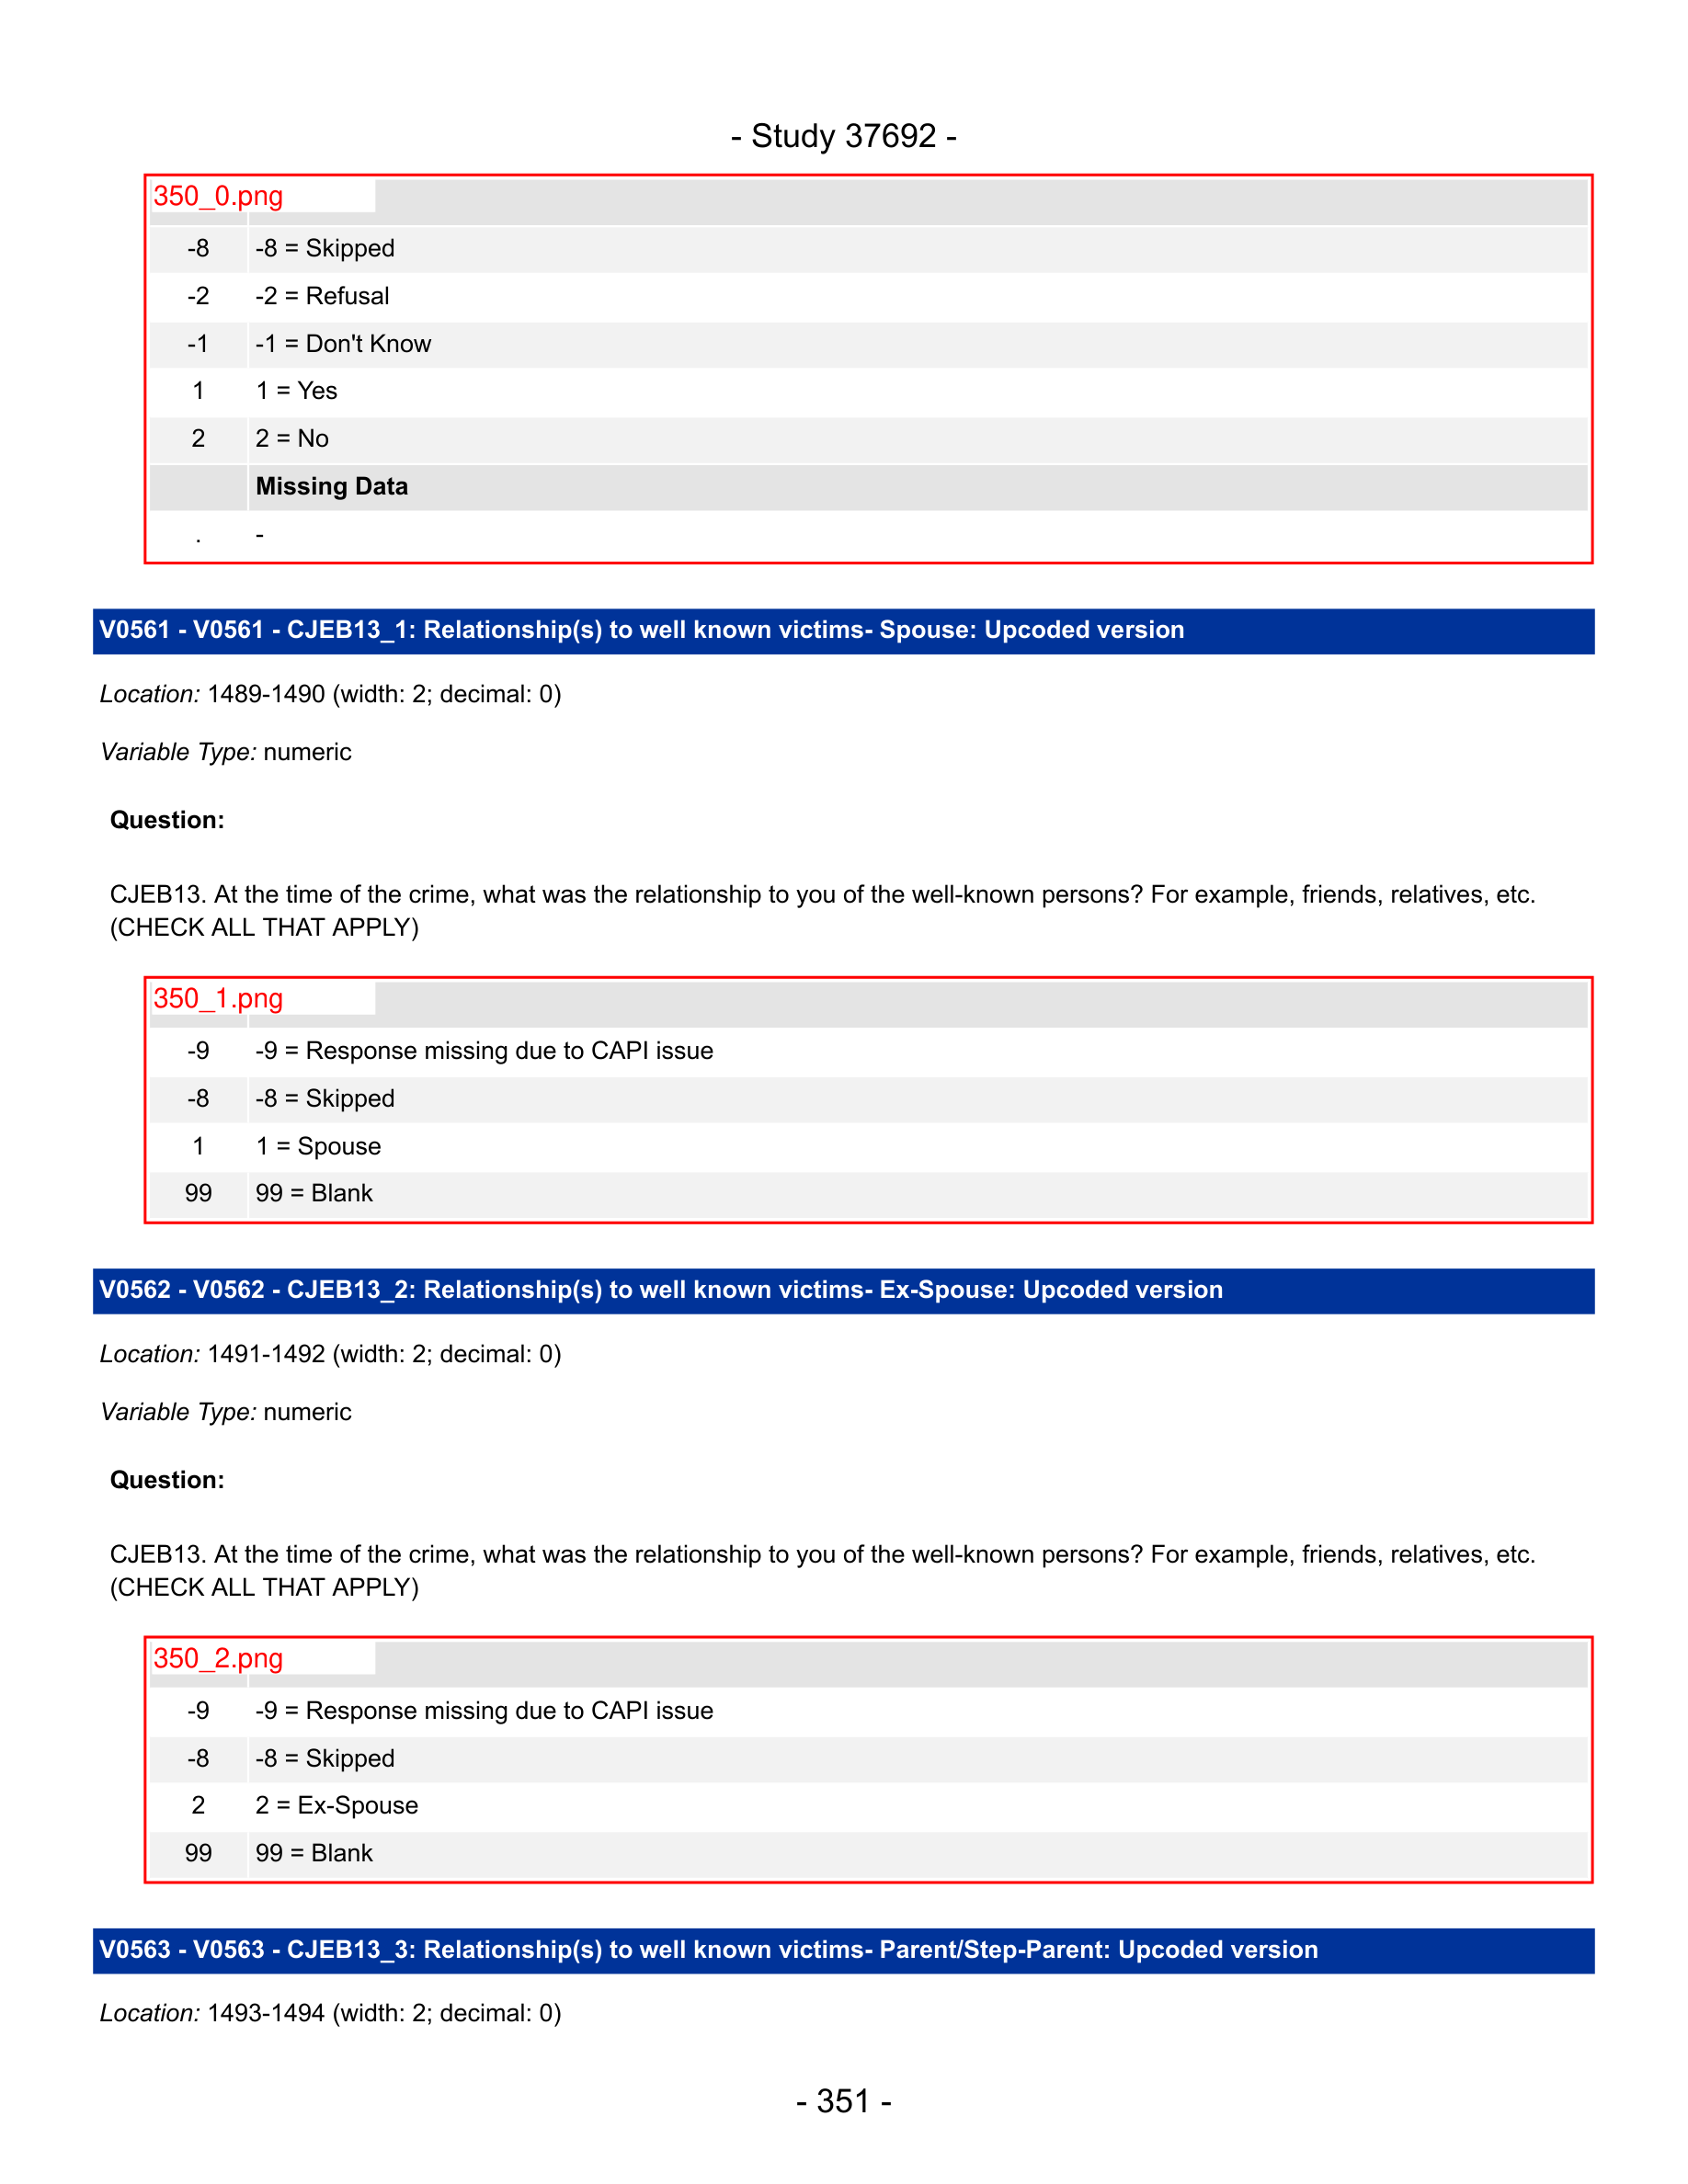 - Study 37692 -
350_0.png
-8 -8 = Skipped
-2 -2 = Refusal
-1 -1 = Don't Know
1 1 = Yes
2 2 = No
Missing Data
. -
V0561 - V0561 - CJEB13_1: Relationship(s) to well known victims- Spouse: Upcoded version
Location: 1489-1490 (width: 2; decimal: 0)
Variable Type: numeric
Question:
CJEB13. At the time of the crime, what was the relationship to you of the well-known persons? For example, friends, relatives, etc.
(CHECK ALL THAT APPLY)
350_1.png
-9 -9 = Response missing due to CAPI issue
-8 -8 = Skipped
1 1 = Spouse
99 99 = Blank
V0562 - V0562 - CJEB13_2: Relationship(s) to well known victims- Ex-Spouse: Upcoded version
Location: 1491-1492 (width: 2; decimal: 0)
Variable Type: numeric
Question:
CJEB13. At the time of the crime, what was the relationship to you of the well-known persons? For example, friends, relatives, etc.
(CHECK ALL THAT APPLY)
350_2.png
-9 -9 = Response missing due to CAPI issue
-8 -8 = Skipped
2 2 = Ex-Spouse
99 99 = Blank
V0563 - V0563 - CJEB13_3: Relationship(s) to well known victims- Parent/Step-Parent: Upcoded version
Location: 1493-1494 (width: 2; decimal: 0)
- 351 -